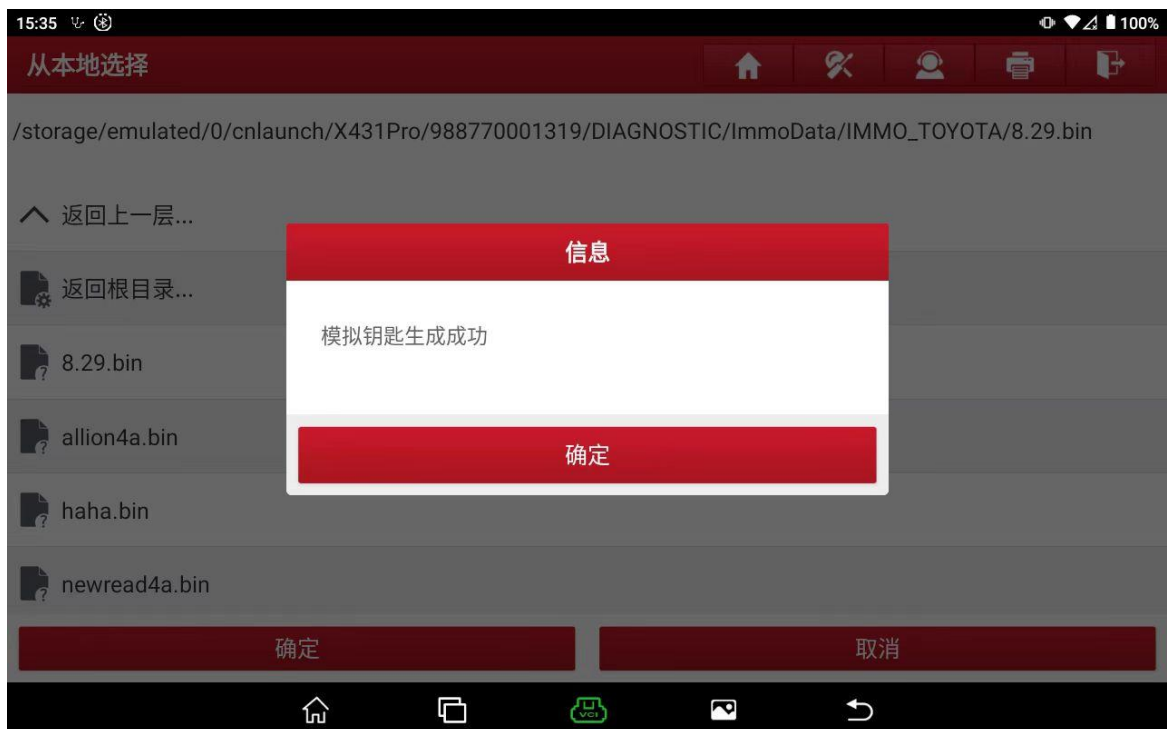 15:35
100%
从本地选择
/storage/emulated/0/cnlaunch/X431Pro/988770001319/DIAGNOSTIC/ImmoData/IMMO_TOYOTA/8.29.bin
返回上一层...
信息
返回根目录...
模拟钥匙生成成功
8.29.bin
allion4a.bin
确定
haha.bin
newread4a.bin
确定
取消
VCI